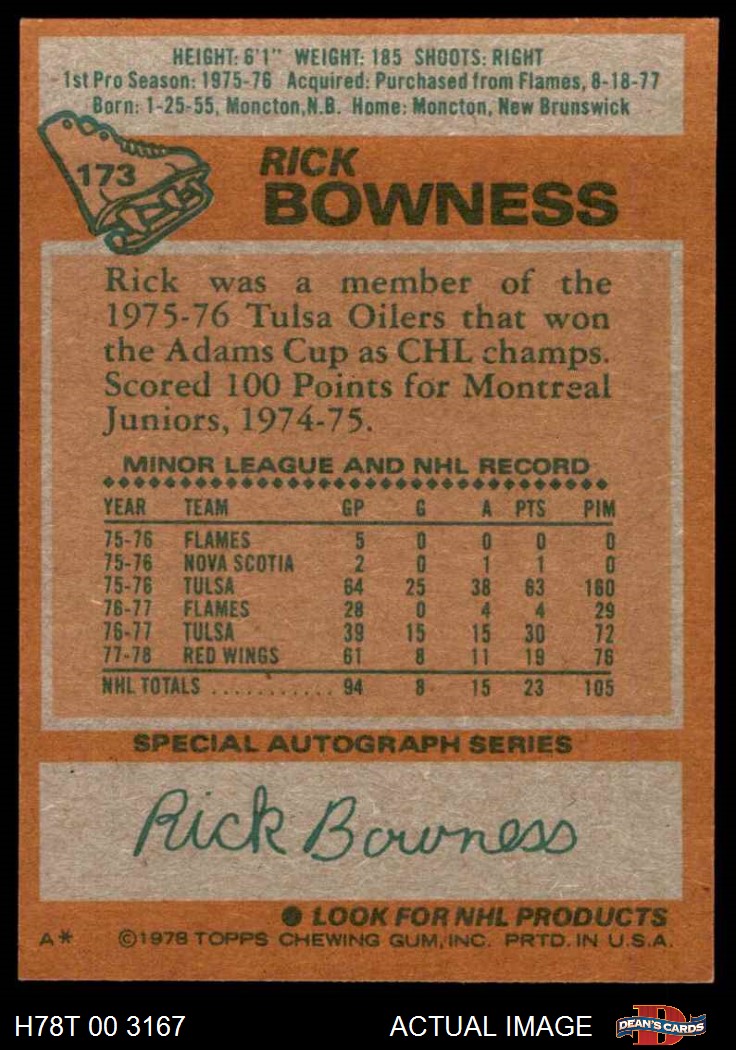 HEIGHT: 6'1" WEIGHT: 185 SHOOTS: RIGHT
1st Pro Season: 1975-76 Acquired: Purchased from Flames, 8-18-77
Born: 1-25-55, Moncton, N.B. Home: Moncton, New Brunswick
173
RICK
BOWNESS
Rick was a member of the
1975-76 Tulsa Oilers that won
the Adams Cup as CHL champs.
Scored 100 Points for Montreal
Juniors, 1974-75.
MINOR LEAGUE AND NHL RECORD
YEAR TEAM GP G A PTS PIM
75-76 FLAMES 5 0 0 0 0
75-76 NOVA SCOTIA 2 0 1 1 0
75-76 TULSA 64 25 38 63 160
76-77 FLAMES 28 0 4 4 29
76-77 TULSA 39 15 15 30 72
77-78 RED WINGS 61 8 11 19 76
NHL TOTALS ............ 94 8 15 23 105
SPECIAL AUTOGRAPH SERIES
Rick Bowness
● LOOK FOR NHL PRODUCTS
A* ©1978 TOPPS CHEWING GUM, INC. PRTD. IN U.S.A.
H78T 00 3167 ACTUAL IMAGE DEAN'S CARDS